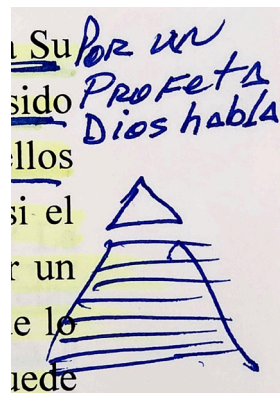 a Su Por un
sido Profeta
ellos Dios habla
si el
r un
e lo
uede